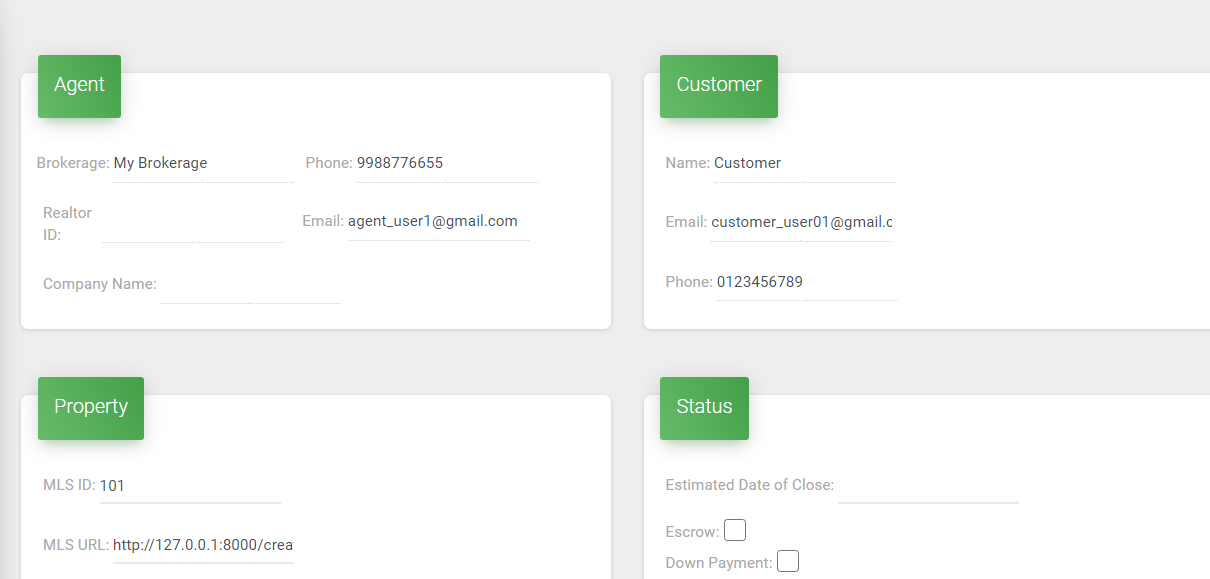 Agent
Brokerage: My Brokerage Phone: 9988776655
Realtor
ID:
Email: agent_user1@gmail.com
Company Name:
Customer
Name: Customer
Email: customer_user01@gmail.c
Phone: 0123456789
Property
MLS ID: 101
MLS URL: http://127.0.0.1:8000/crea
Status
Estimated Date of Close:
Escrow:
Down Payment: